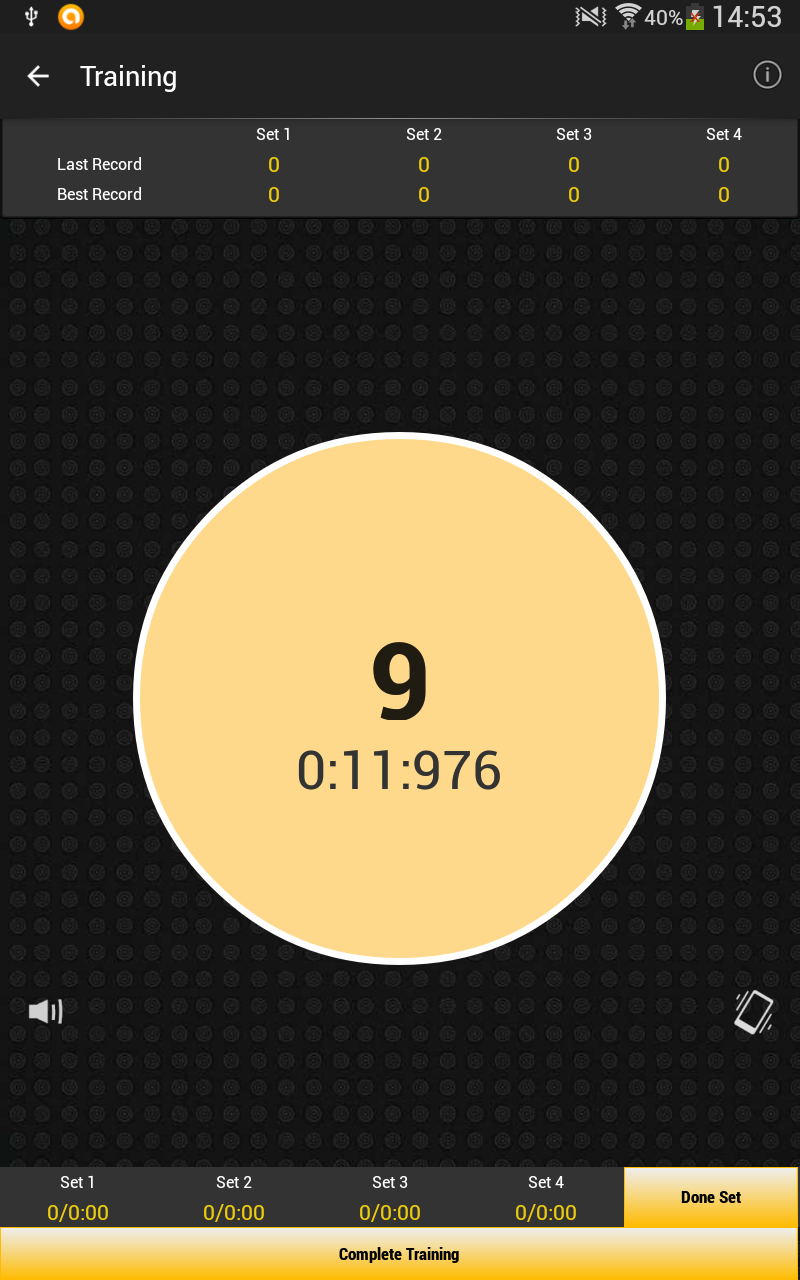 40% 14:53
Training
Set 1 Set 2 Set 3 Set 4
Last Record 0 0 0 0
Best Record 0 0 0 0
9
0:11:976
Set 1 Set 2 Set 3 Set 4
0/0:00 0/0:00 0/0:00 0/0:00
Done Set
Complete Training